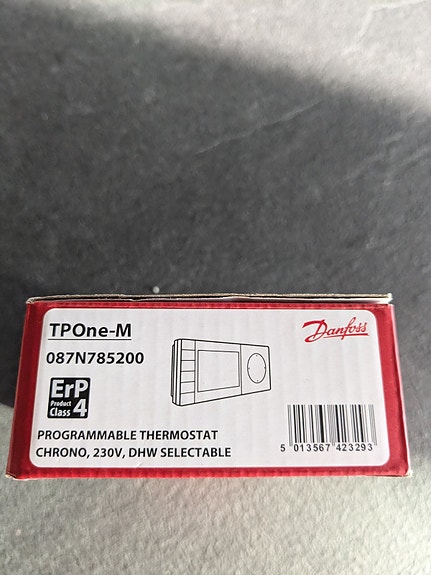 TPOne-M
Danfoss
087N785200
ErP
Product
Class 4
PROGRAMMABLE THERMOSTAT
CHRONO, 230V, DHW SELECTABLE
5 013567 423293